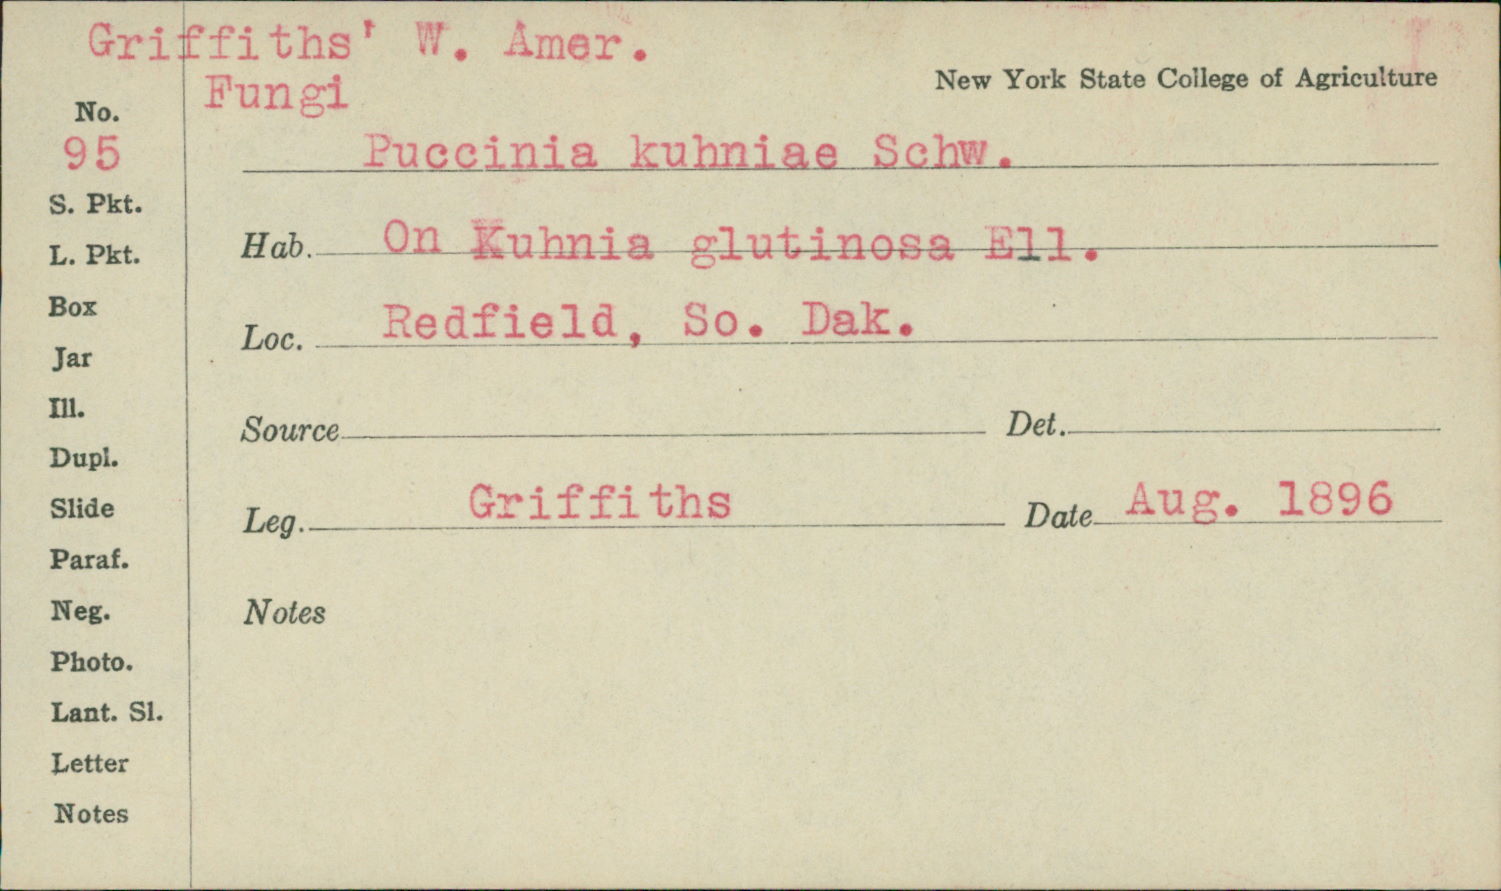 Griffiths' W. Amer.
Fungi
New York State College of Agriculture
No.
95
Puccinia kuhniae Schw.
S. Pkt.
L. Pkt.
Box
Jar
Ill.
Dupl.
Slide
Paraf.
Neg.
Photo.
Lant. Sl.
Letter
Notes
Hab. On Kuhnia glutinosa Ell.
Loc. Redfield, So. Dak.
Source Det.
Leg. Griffiths Date Aug. 1896
Notes